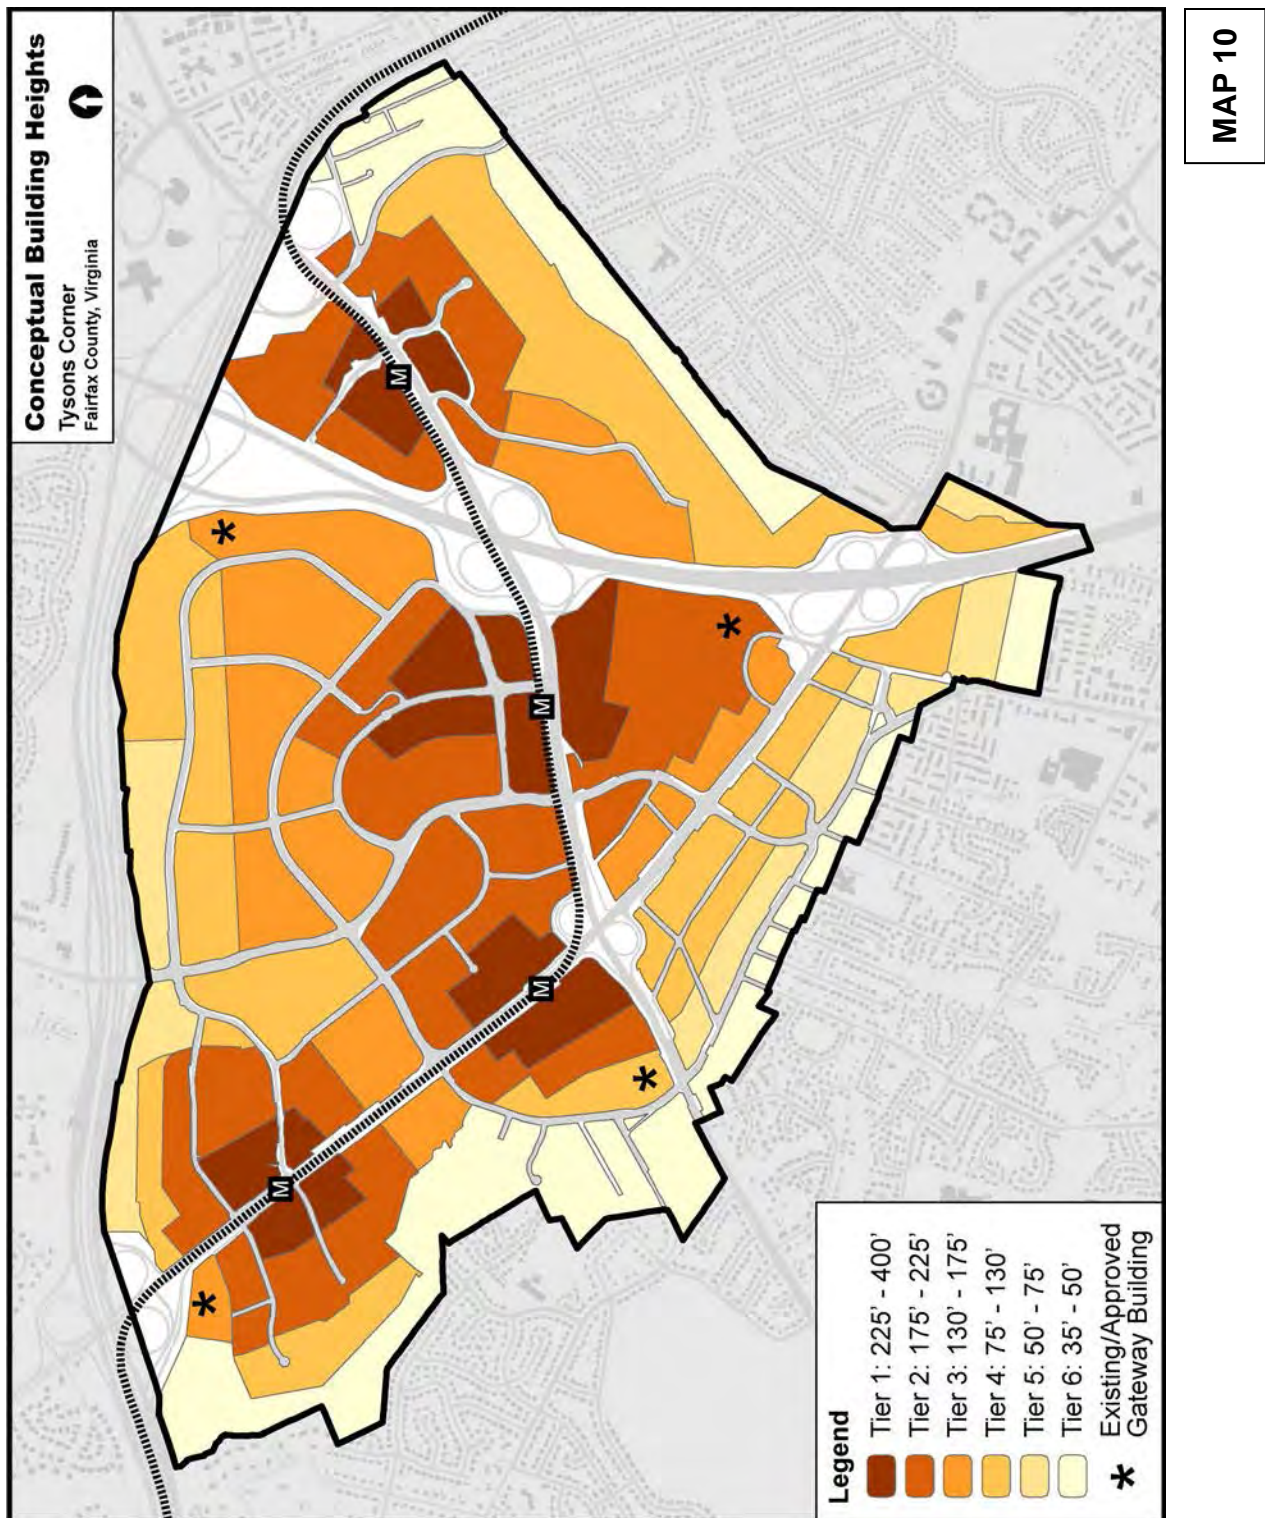 MAP 10
Conceptual Building Heights
Tysons Corner
Fairfax County, Virginia
M
M
M
M
*
*
*
*
Legend
Tier 1: 225' - 400'
Tier 2: 175' - 225'
Tier 3: 130' - 175'
Tier 4: 75' - 130'
Tier 5: 50' - 75'
Tier 6: 35' - 50'
* Existing/Approved
Gateway Building